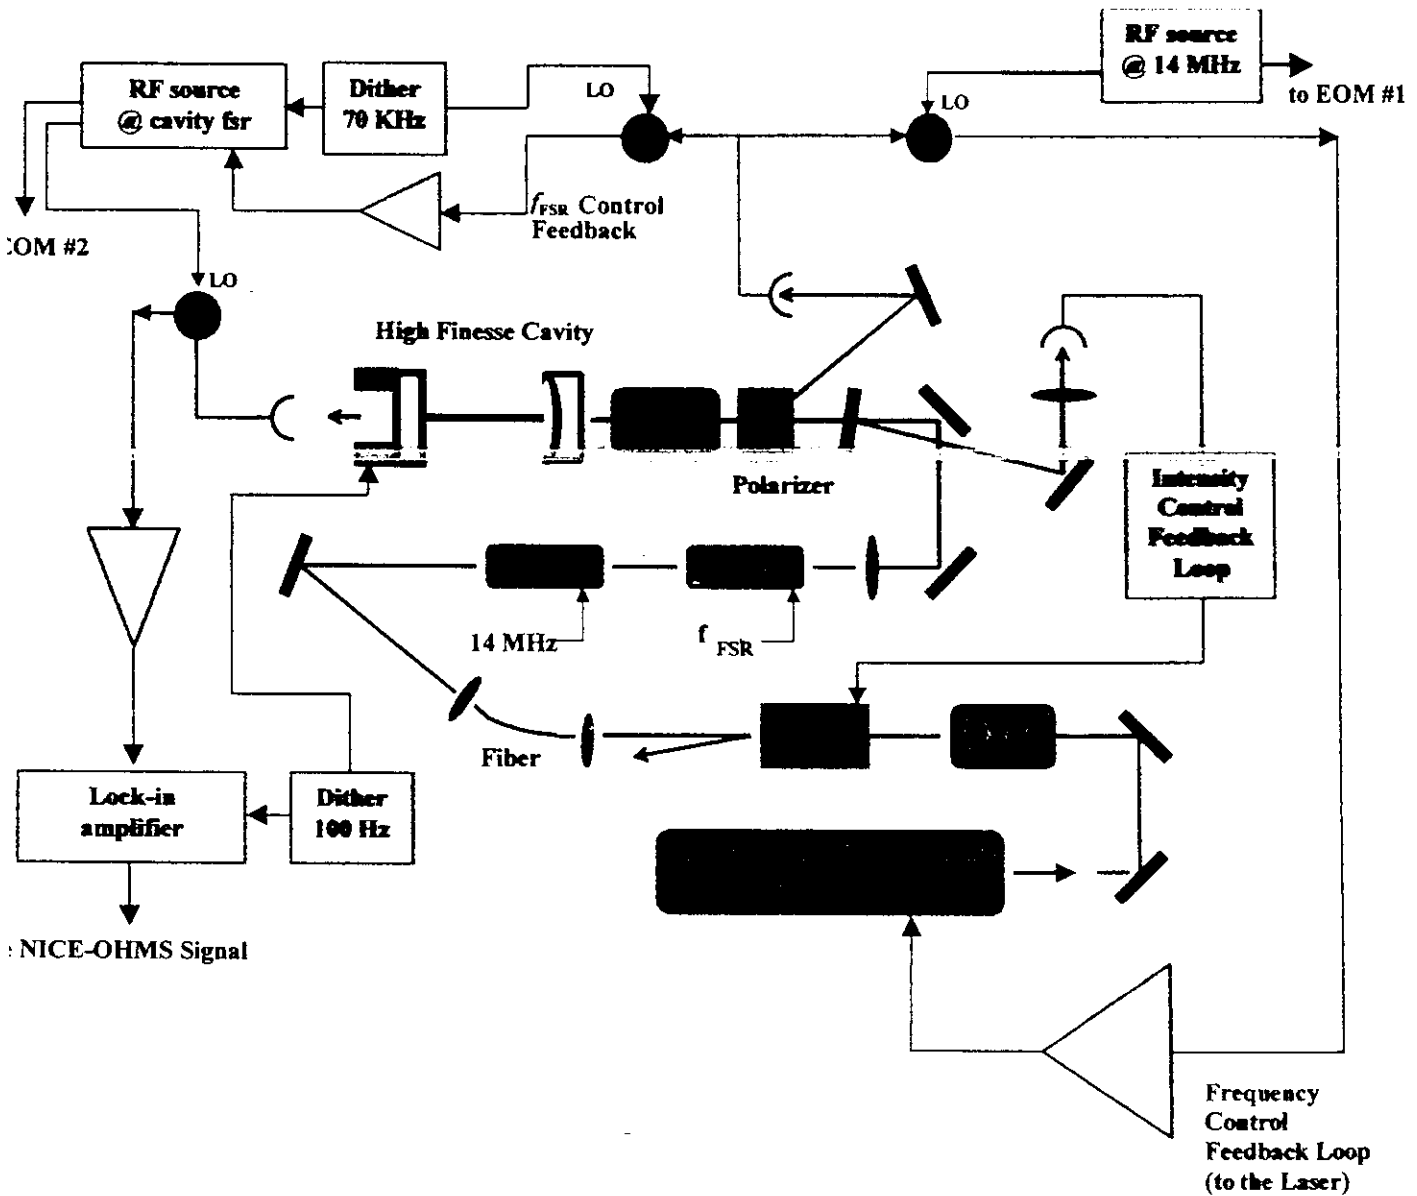 RF source
@ 14 MHz
to EOM #1
RF source
@ cavity fsr
Dither
70 KHz
LO
LO
fFSR Control
Feedback
EOM #2
LO
High Finesse Cavity
Polarizer
Intensity
Control
Feedback
Loop
14 MHz
f FSR
Fiber
Lock-in
amplifier
Dither
100 Hz
NICE-OHMS Signal
Frequency
Control
Feedback Loop
(to the Laser)